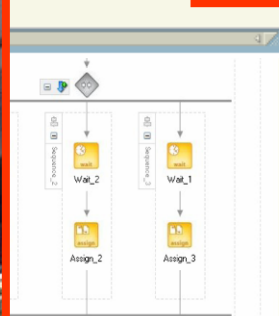 wait
wait
Wait_2
Wait_1
Sequence_2
Sequence_3
assign
assign
Assign_2
Assign_3